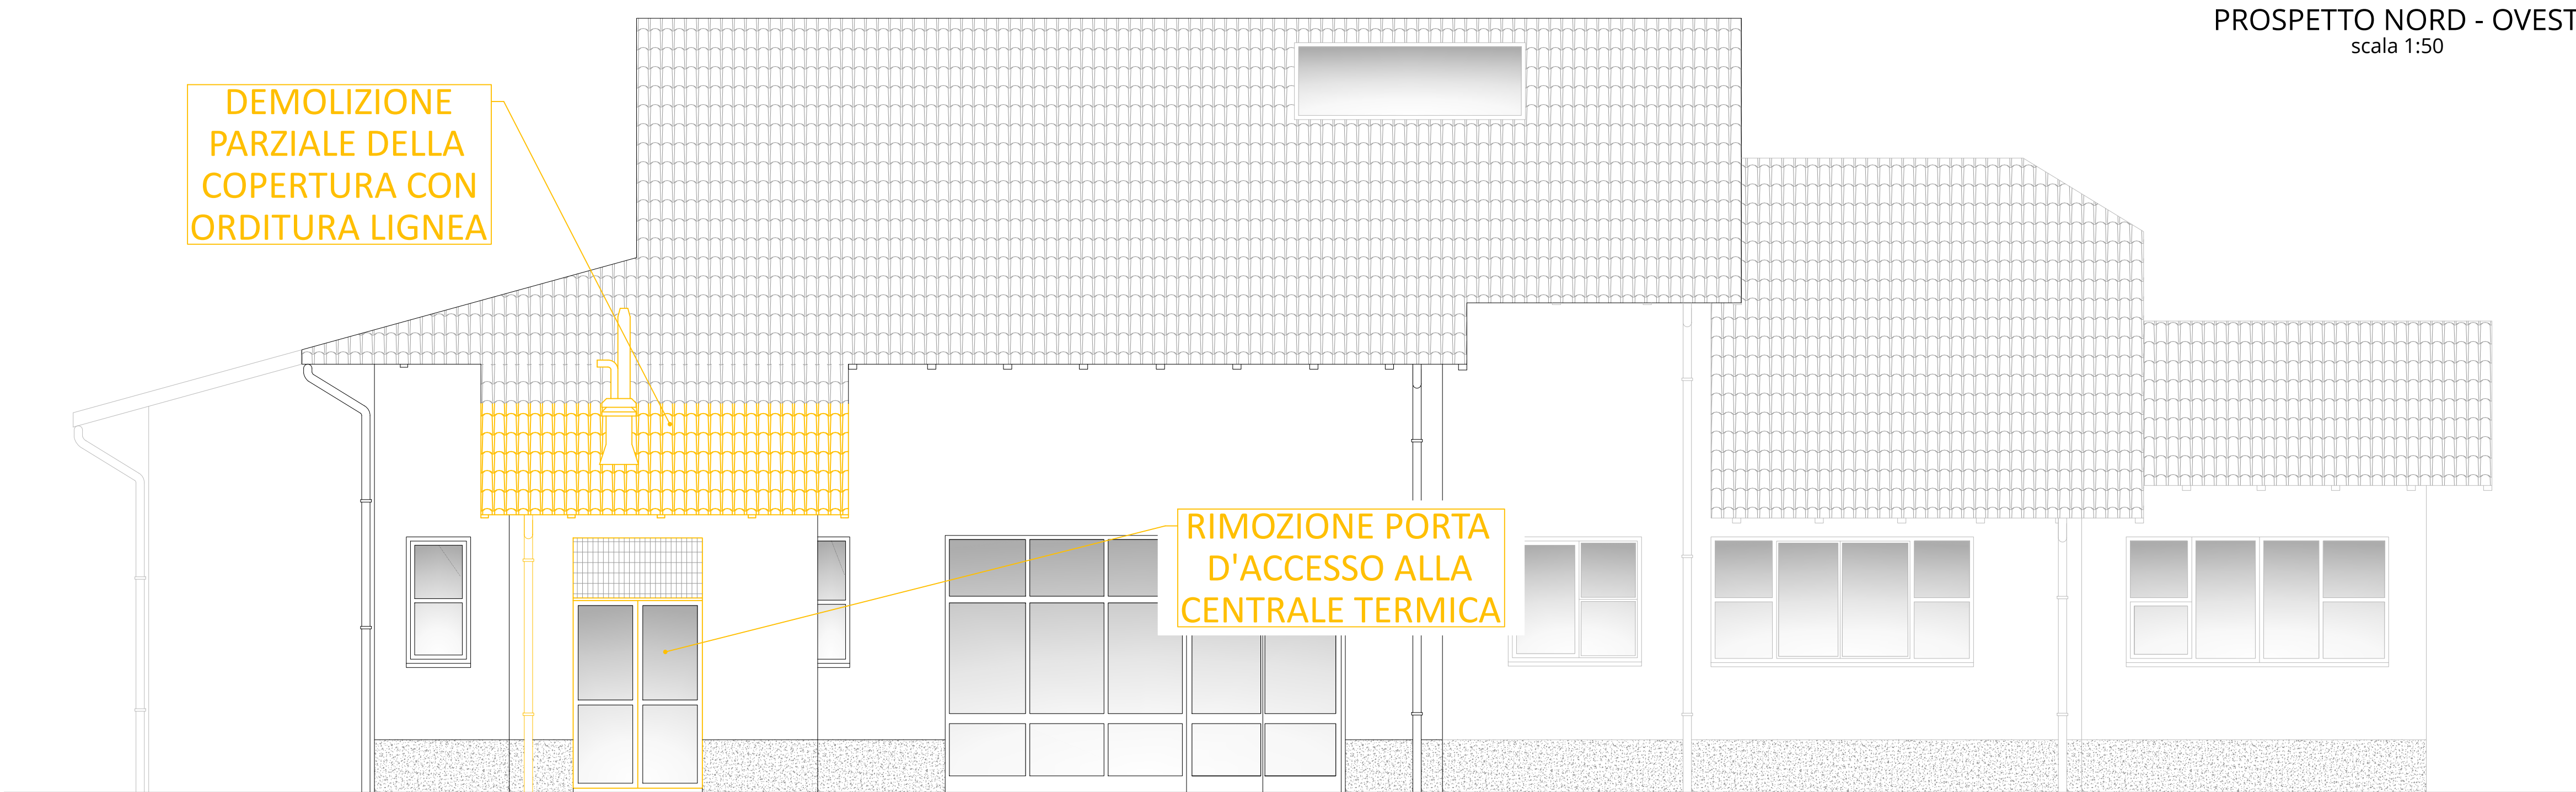 PROSPETTO NORD - OVEST
scala 1:50
DEMOLIZIONE
PARZIALE DELLA
COPERTURA CON
ORDITURA LIGNEA
RIMOZIONE PORTA
D'ACCESSO ALLA
CENTRALE TERMICA